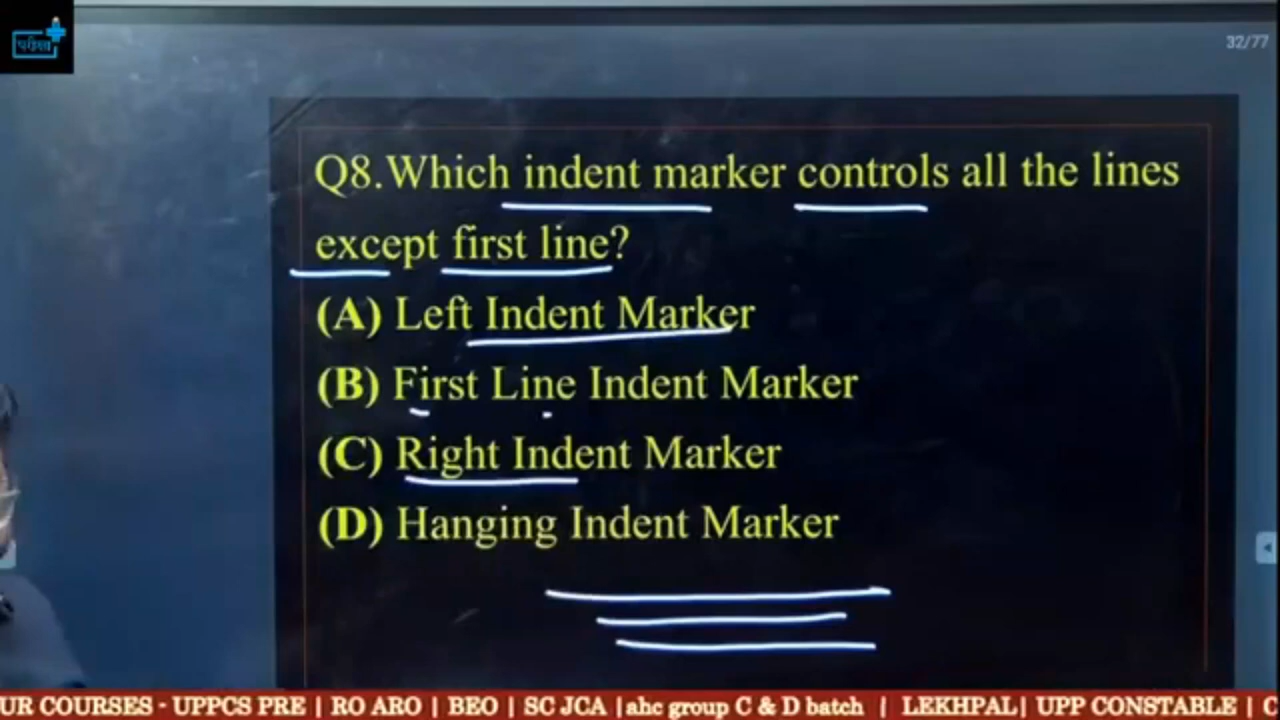 परीक्षा
32/77
Q8.Which indent marker controls all the lines
except first line?
(A) Left Indent Marker
(B) First Line Indent Marker
(C) Right Indent Marker
(D) Hanging Indent Marker
UR COURSES - UPPCS PRE | RO ARO | BEO | SC JCA |ahc group C & D batch | LEKHPAL| UPP CONSTABLE | C